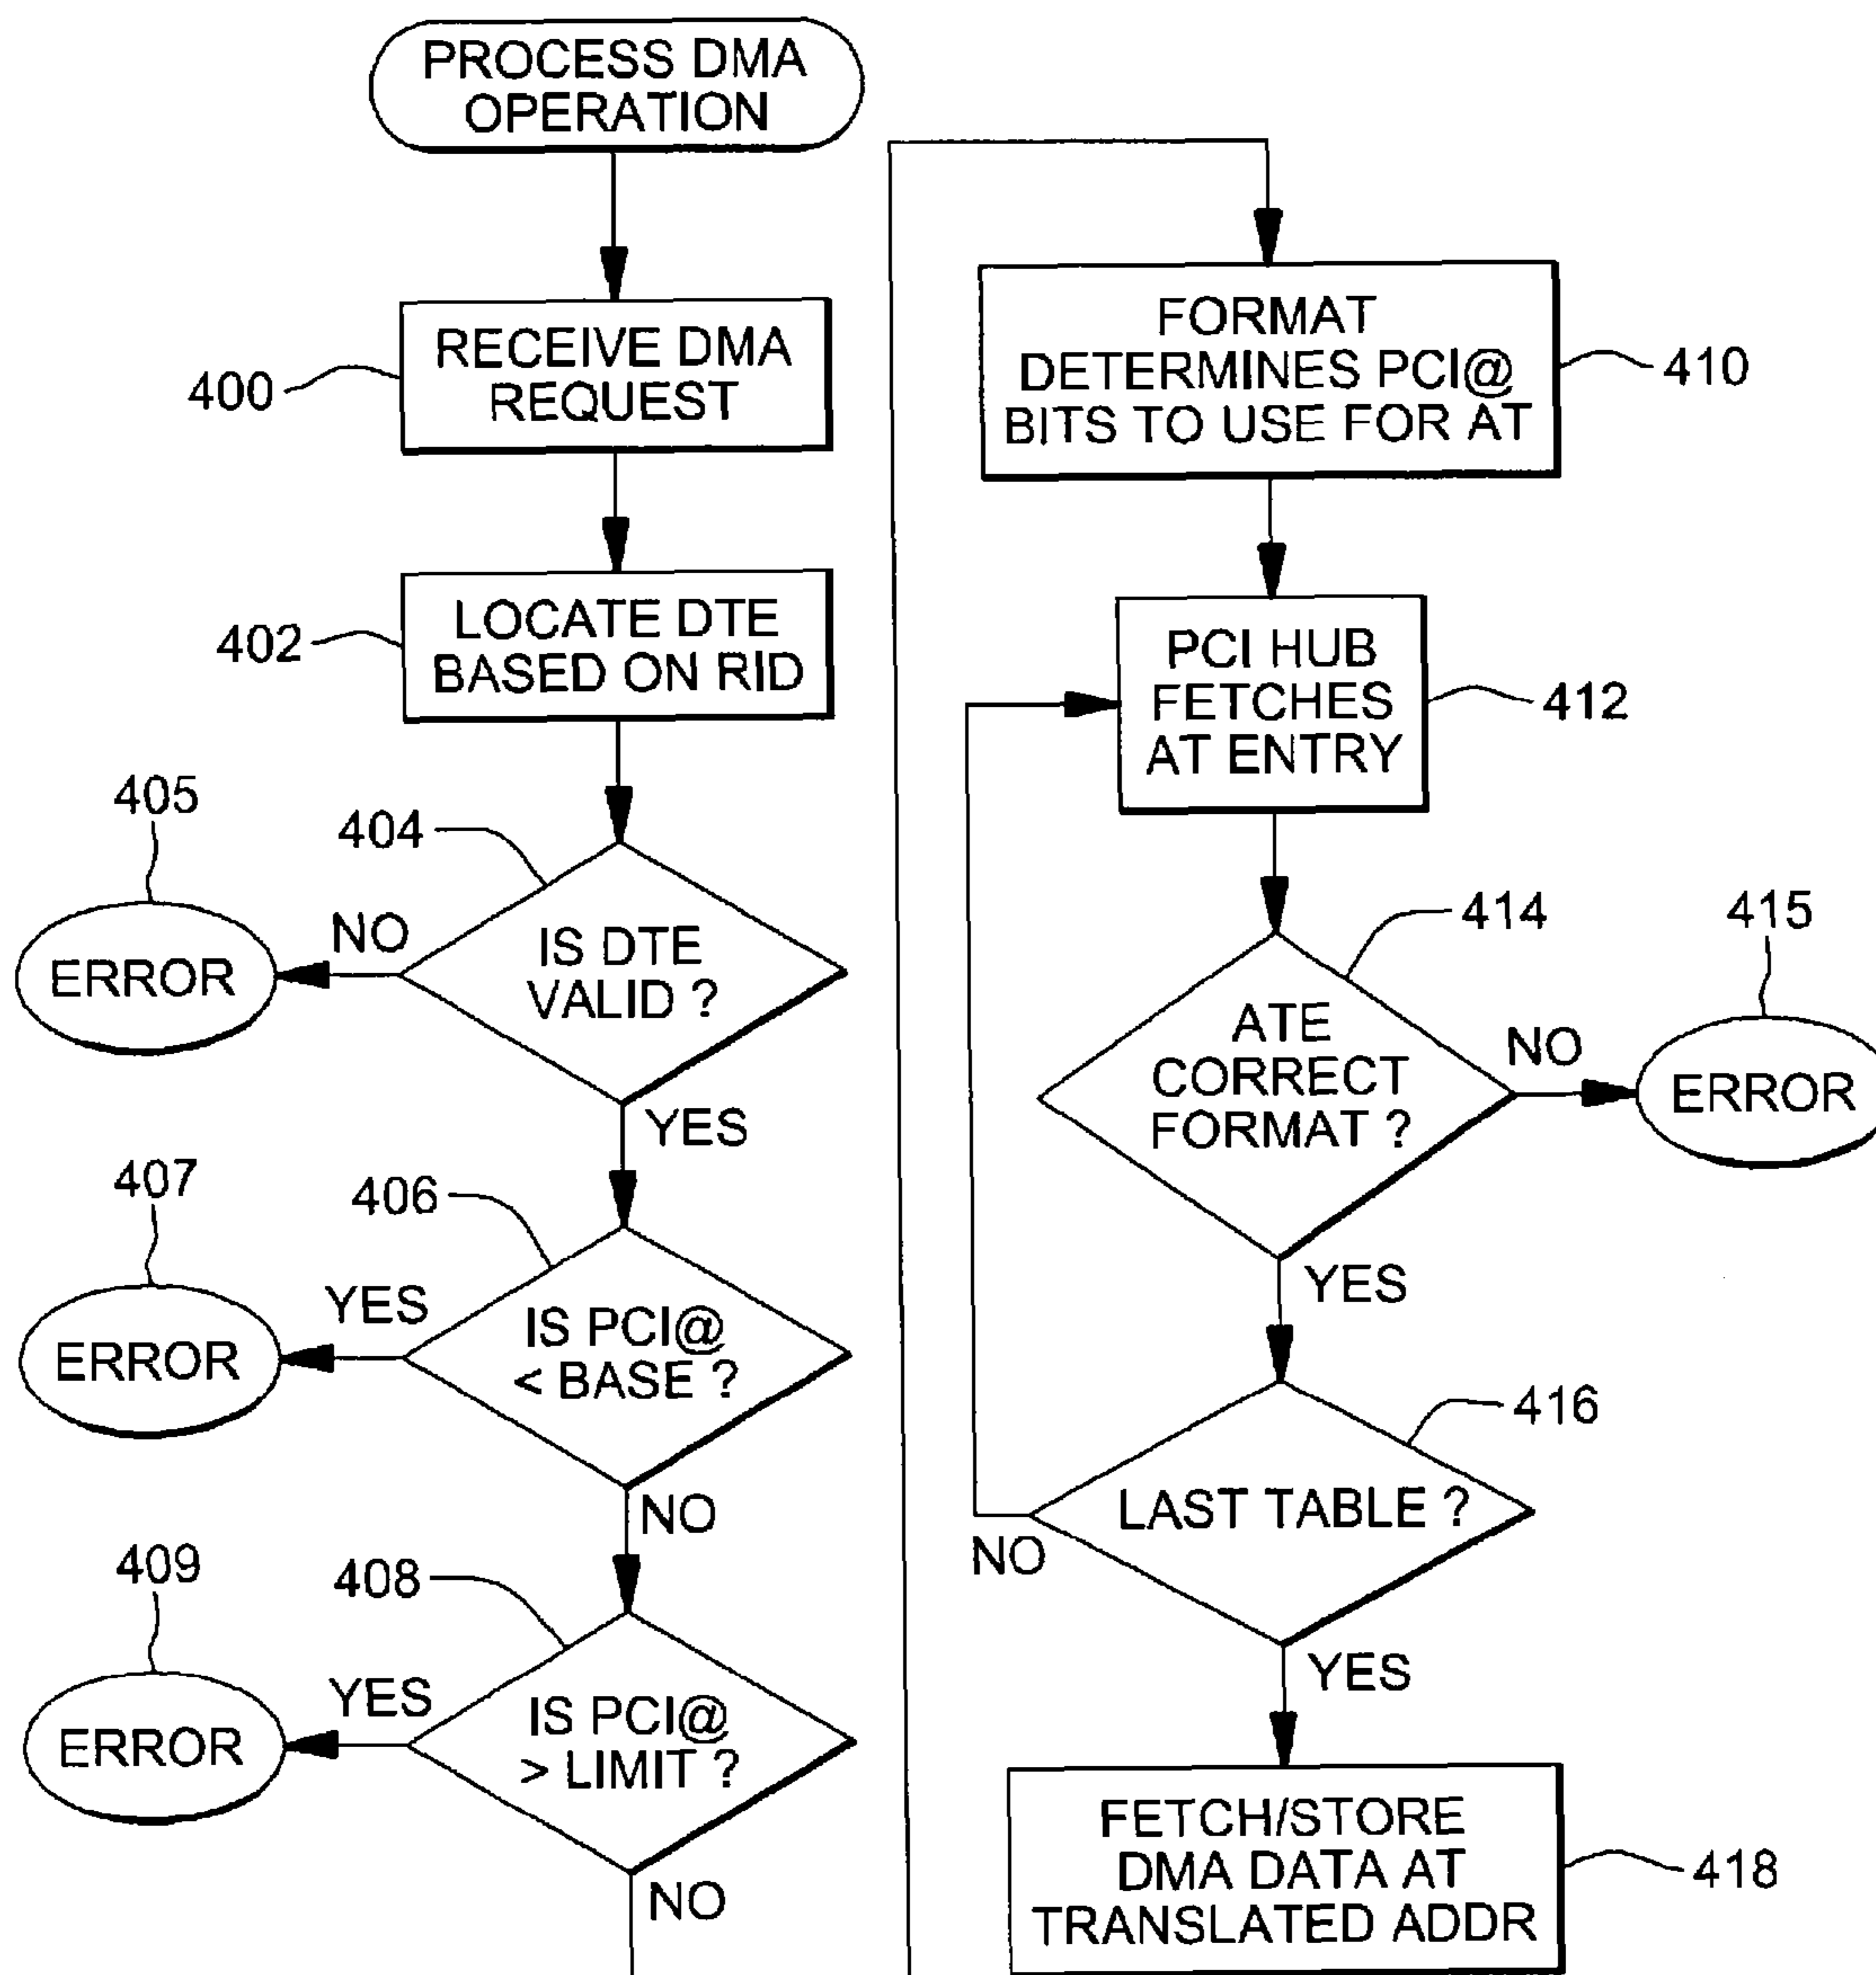 PROCESS DMA
OPERATION
RECEIVE DMA
REQUEST
400
LOCATE DTE
BASED ON RID
402
404
405
IS DTE
VALID ?
NO
ERROR
YES
406
407
IS PCI@
< BASE ?
YES
ERROR
NO
408
409
IS PCI@
> LIMIT ?
YES
ERROR
NO
FORMAT
DETERMINES PCI@
BITS TO USE FOR AT
410
PCI HUB
FETCHES
AT ENTRY
412
414
415
ATE
CORRECT
FORMAT ?
NO
ERROR
YES
416
LAST TABLE ?
NO
YES
FETCH/STORE
DMA DATA AT
TRANSLATED ADDR
418